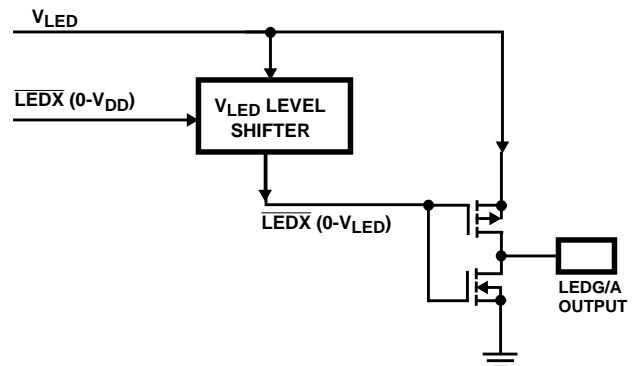 VLED
LEDX (0-VDD)
VLED LEVEL
SHIFTER
LEDX (0-VLED)
LEDG/A
OUTPUT